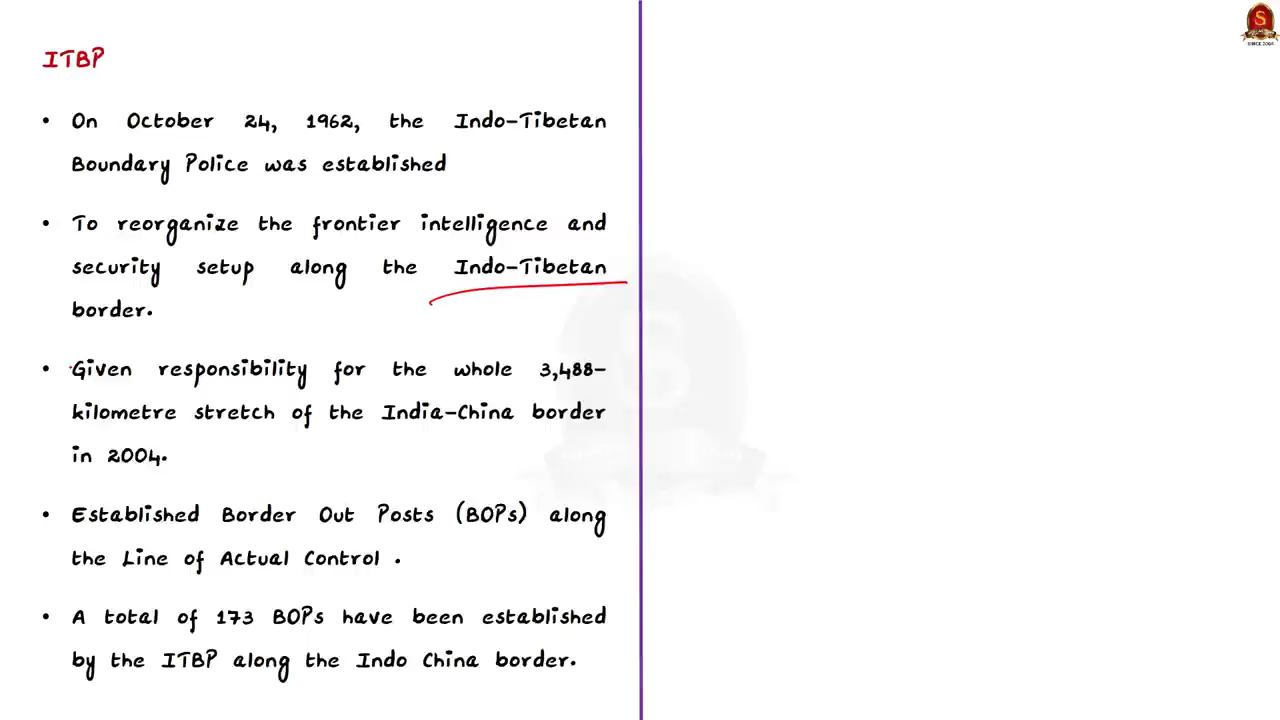 ITBP
• On October 24, 1962, the Indo-Tibetan
Boundary Police was established
• To reorganize the frontier intelligence and
security setup along the Indo-Tibetan
border.
• Given responsibility for the whole 3,488-
kilometre stretch of the India-China border
in 2004.
• Established Border Out Posts (BOPs) along
the Line of Actual Control .
• A total of 173 BOPs have been established
by the ITBP along the Indo China border.
S
SINCE 2004